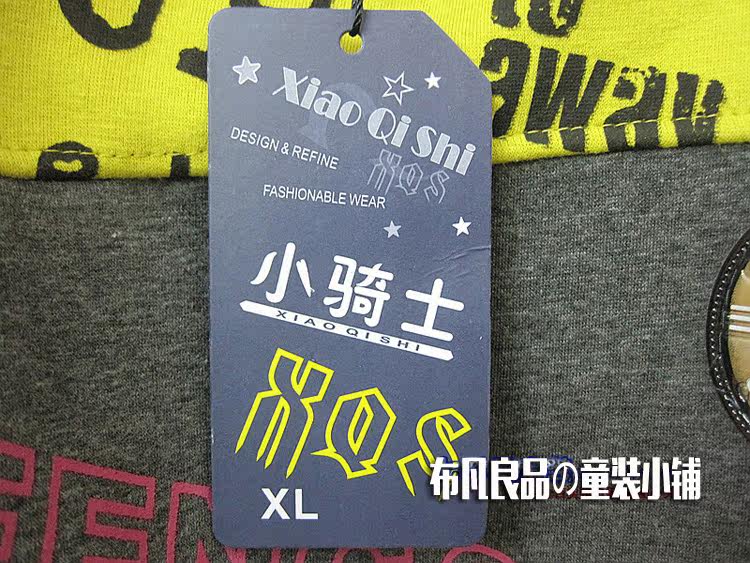 Xiao Qi Shi
DESIGN & REFINE
XQS
FASHIONABLE WEAR
小骑士
XIAO QI SHI
XQS
XL
布凡良品の童装小铺